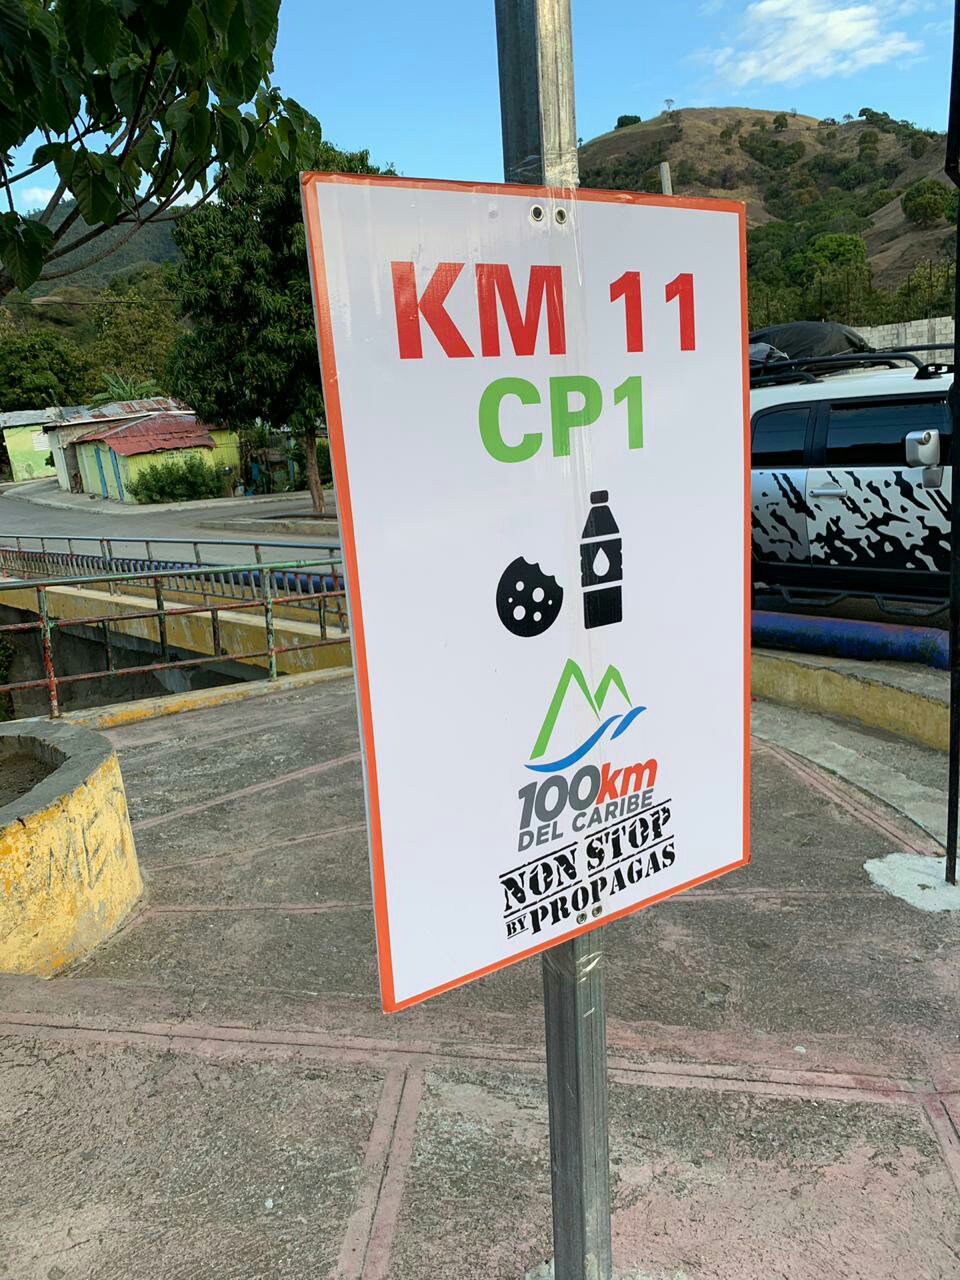 KM 11
CP1
100km
DEL CARIBE
NON STOP
BY PROPAGAS